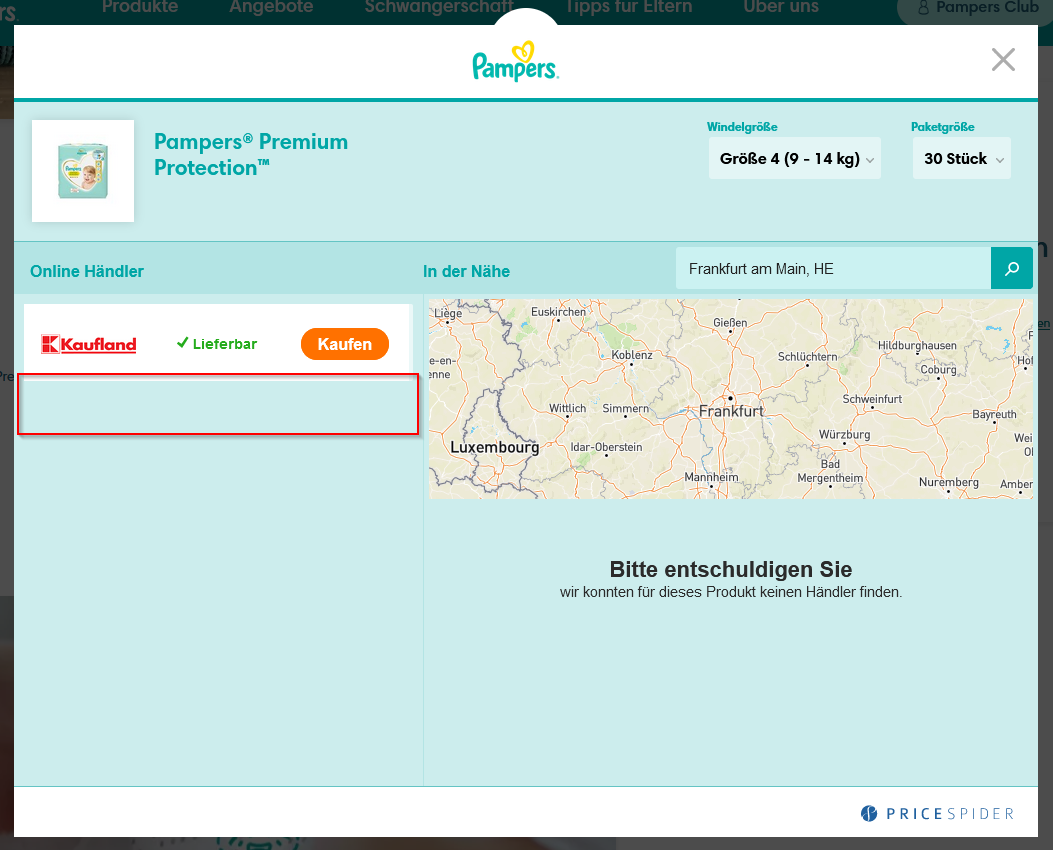 Produkte
Angebote
Schwangerschaft
Tipps für Eltern
Über uns
Pampers Club
Pampers
Pampers® Premium
Protection™
Windelgröße
Größe 4 (9 - 14 kg)
Paketgröße
30 Stück
Online Händler
In der Nähe
Frankfurt am Main, HE
Kaufland
Lieferbar
Kaufen
Liège
Euskirchen
Gießen
Hildburghausen
Koblenz
Schlüchtern
Coburg
Hof
Wittlich
Simmern
Frankfurt
Schweinfurt
Bayreuth
Luxembourg
Idar-Oberstein
Würzburg
Mannheim
Bad
Mergentheim
Nuremberg
Amber
Bitte entschuldigen Sie
wir konnten für dieses Produkt keinen Händler finden.
PRICESPIDER